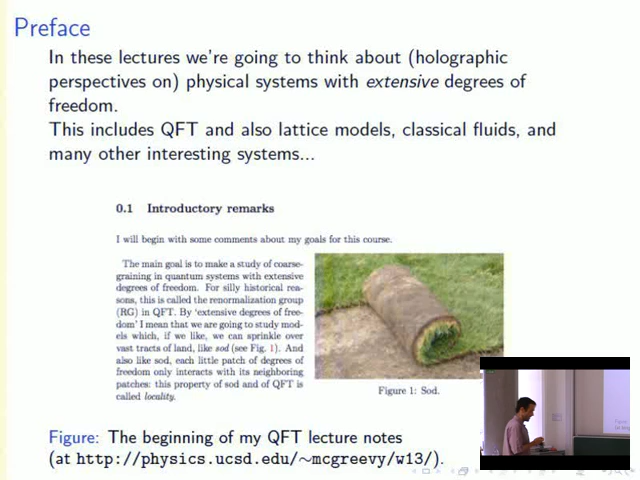 Preface
In these lectures we're going to think about (holographic
perspectives on) physical systems with extensive degrees of
freedom.
This includes QFT and also lattice models, classical fluids, and
many other interesting systems...
0.1 Introductory remarks
I will begin with some comments about my goals for this course.
The main goal is to make a study of coarse-
graining in quantum systems with extensive
degrees of freedom. For silly historical rea-
sons, this is called the renormalization group
(RG) in QFT. By 'extensive degrees of free-
dom' I mean that we are going to study mod-
els which, if we like, we can sprinkle over
vast tracts of land, like sod (see Fig. 1). And
also like sod, each little patch of degrees of
freedom only interacts with its neighboring
patches: this property of sod and of QFT is
called locality.
Figure 1: Sod.
Figure: The beginning of my QFT lecture notes
(at http://physics.ucsd.edu/~mcgreevy/w13/).